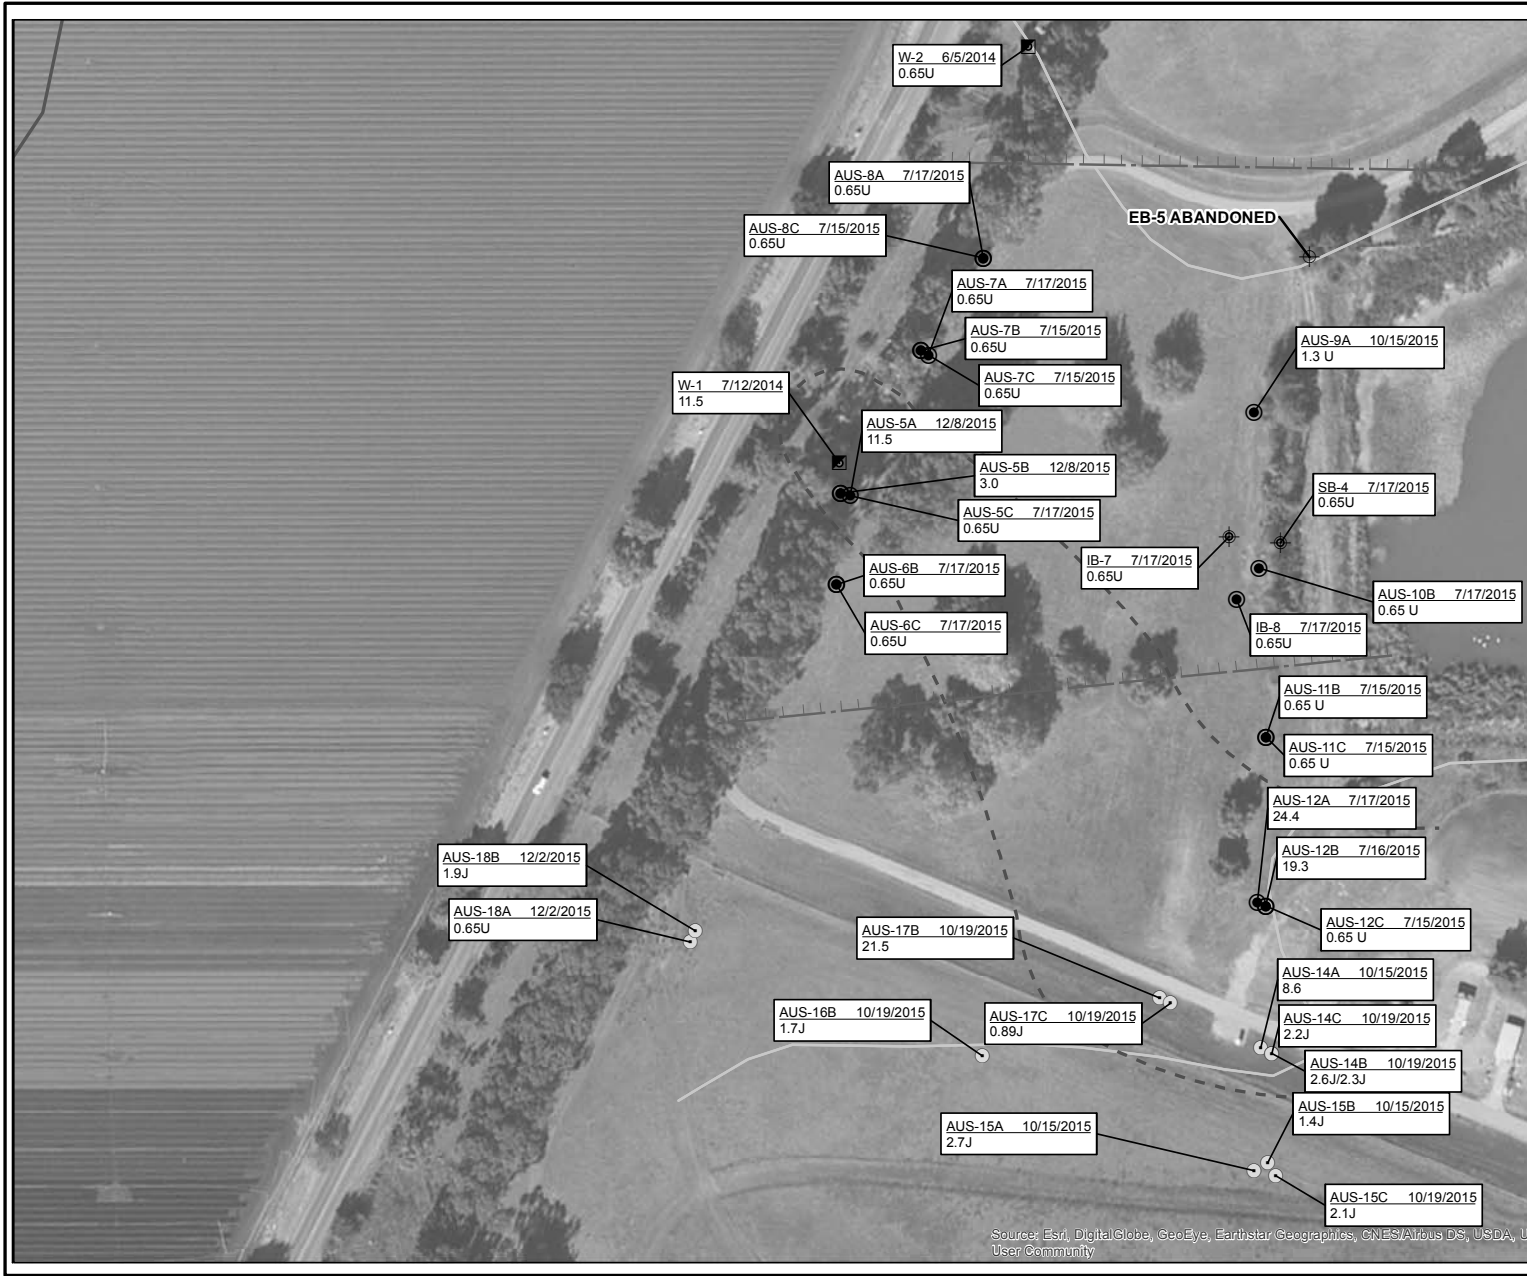 W-2 6/5/2014
0.65U
AUS-8A 7/17/2015
0.65U
EB-5 ABANDONED
AUS-8C 7/15/2015
0.65U
AUS-7A 7/17/2015
0.65U
AUS-7B 7/15/2015
0.65U
AUS-9A 10/15/2015
1.3 U
AUS-7C 7/15/2015
0.65U
W-1 7/12/2014
11.5
AUS-5A 12/8/2015
11.5
AUS-5B 12/8/2015
3.0
SB-4 7/17/2015
0.65U
AUS-5C 7/17/2015
0.65U
IB-7 7/17/2015
0.65U
AUS-6B 7/17/2015
0.65U
AUS-10B 7/17/2015
0.65 U
AUS-6C 7/17/2015
0.65U
IB-8 7/17/2015
0.65U
AUS-11B 7/15/2015
0.65 U
AUS-11C 7/15/2015
0.65 U
AUS-12A 7/17/2015
24.4
AUS-12B 7/16/2015
19.3
AUS-18B 12/2/2015
1.9J
AUS-18A 12/2/2015
0.65U
AUS-12C 7/15/2015
0.65 U
AUS-17B 10/19/2015
21.5
AUS-14A 10/15/2015
8.6
AUS-16B 10/19/2015
1.7J
AUS-17C 10/19/2015
0.89J
AUS-14C 10/19/2015
2.2J
AUS-14B 10/19/2015
2.6J/2.3J
AUS-15B 10/15/2015
1.4J
AUS-15A 10/15/2015
2.7J
AUS-15C 10/19/2015
2.1J
Source: Esri, DigitalGlobe, GeoEye, Earthstar Geographics, CNES/Airbus DS, USDA, U
User Community